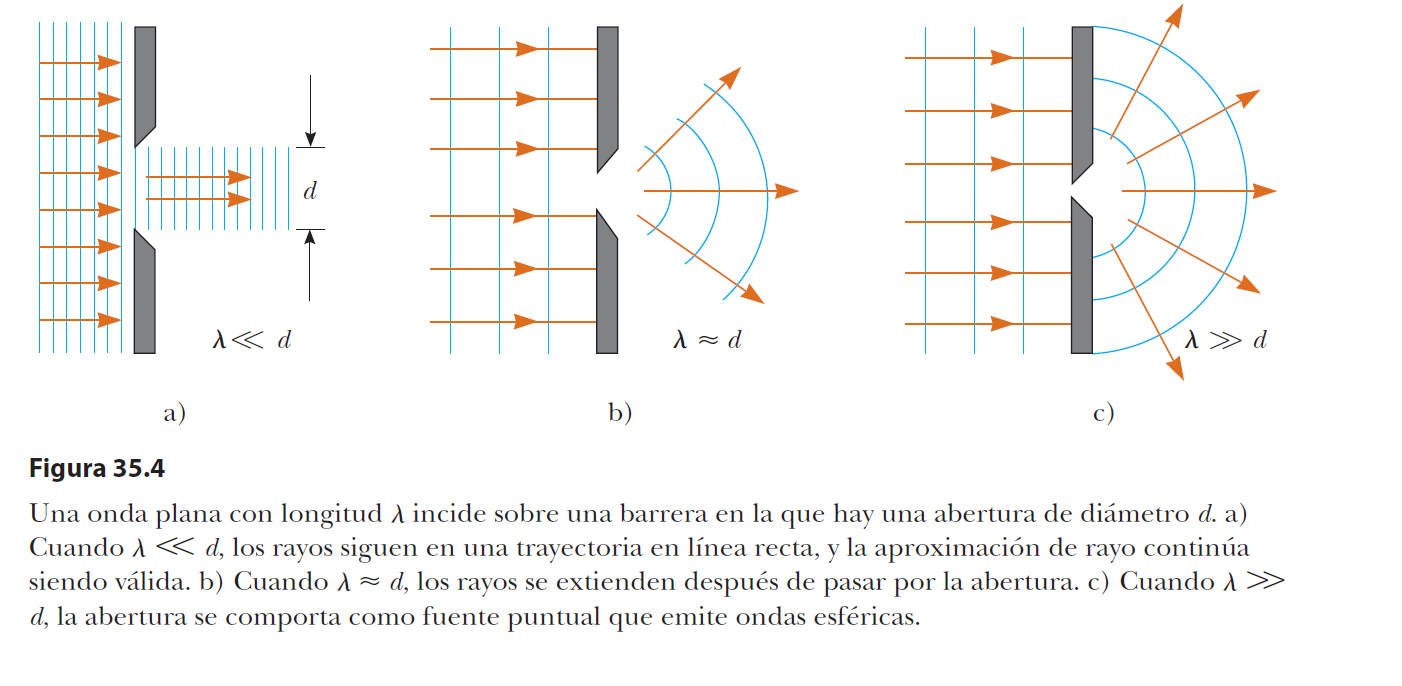 d
λ ≪ d
λ ≈ d
λ ≫ d
a)
b)
c)
Figura 35.4
Una onda plana con longitud λ incide sobre una barrera en la que hay una abertura de diámetro d. a)
Cuando λ ≪ d, los rayos siguen en una trayectoria en línea recta, y la aproximación de rayo continúa
siendo válida. b) Cuando λ ≈ d, los rayos se extienden después de pasar por la abertura. c) Cuando λ ≫
d, la abertura se comporta como fuente puntual que emite ondas esféricas.